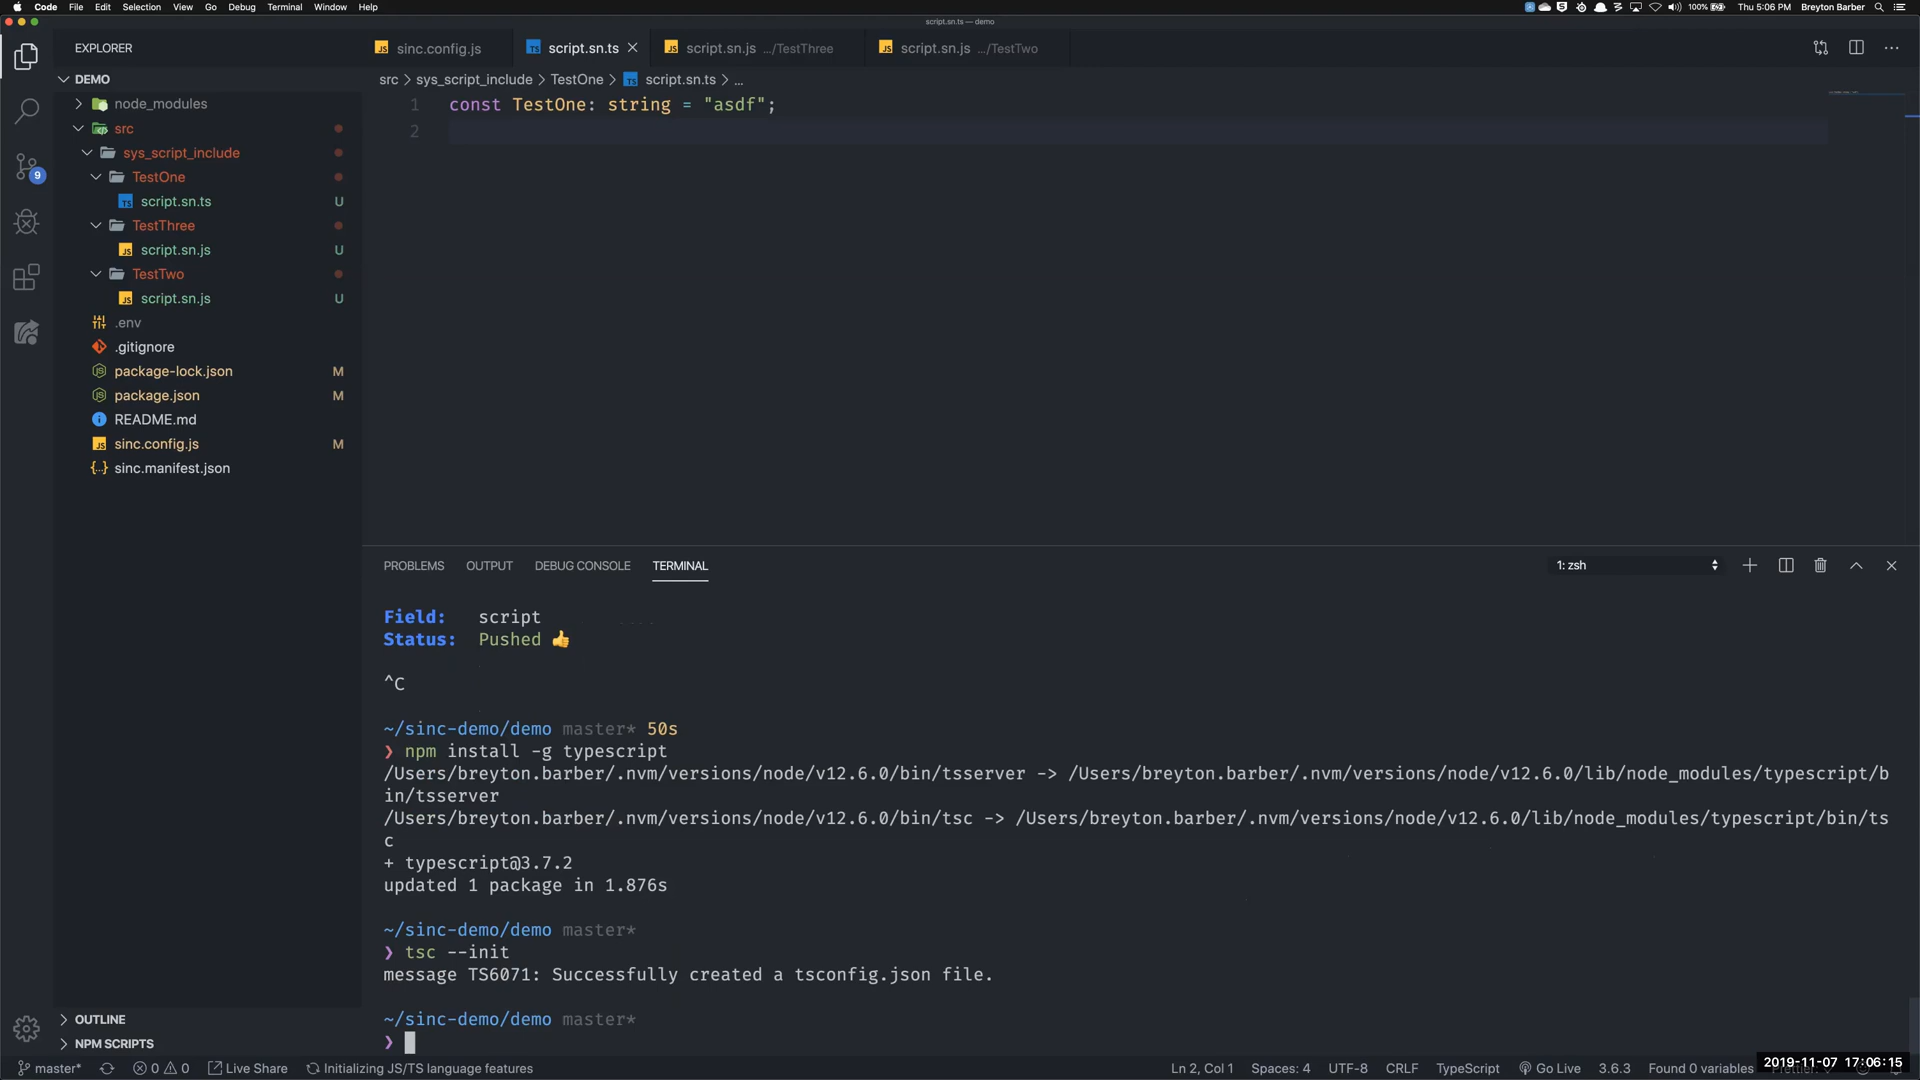 Code File Edit Selection View Go Debug Terminal Window Help 100% Thu 5:06 PM Breyton Barber
script.sn.ts — demo
EXPLORER
sinc.config.js script.sn.ts script.sn.js .../TestThree script.sn.js .../TestTwo
DEMO
src > sys_script_include > TestOne > script.sn.ts > ...
node_modules
src
sys_script_include
TestOne
script.sn.ts U
TestThree
script.sn.js U
TestTwo
script.sn.js U
.env
.gitignore
package-lock.json M
package.json M
README.md
sinc.config.js M
sinc.manifest.json
9
1 const TestOne: string = "asdf";
2
PROBLEMS OUTPUT DEBUG CONSOLE TERMINAL 1: zsh
Field: script
Status: Pushed 👍
^C
~/sinc-demo/demo master* 50s
❯ npm install -g typescript
/Users/breyton.barber/.nvm/versions/node/v12.6.0/bin/tsserver -> /Users/breyton.barber/.nvm/versions/node/v12.6.0/lib/node_modules/typescript/b
in/tsserver
/Users/breyton.barber/.nvm/versions/node/v12.6.0/bin/tsc -> /Users/breyton.barber/.nvm/versions/node/v12.6.0/lib/node_modules/typescript/bin/ts
c
+ typescript@3.7.2
updated 1 package in 1.876s
~/sinc-demo/demo master*
❯ tsc --init
message TS6071: Successfully created a tsconfig.json file.
~/sinc-demo/demo master*
❯
OUTLINE
NPM SCRIPTS
master* 0 0 Live Share Initializing JS/TS language features Ln 2, Col 1 Spaces: 4 UTF-8 CRLF TypeScript Go Live 3.6.3 Found 0 variables
2019-11-07 17:06:15